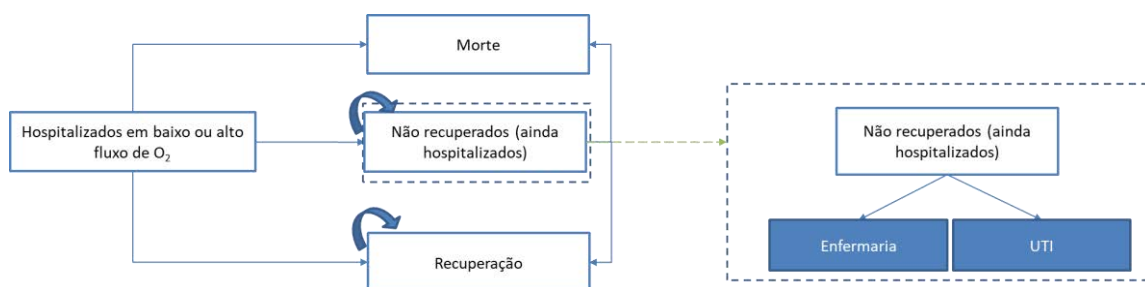 Morte
Hospitalizados em baixo ou alto
fluxo de O₂
Não recuperados (ainda
hospitalizados)
Recuperação
Não recuperados (ainda
hospitalizados)
Enfermaria
UTI